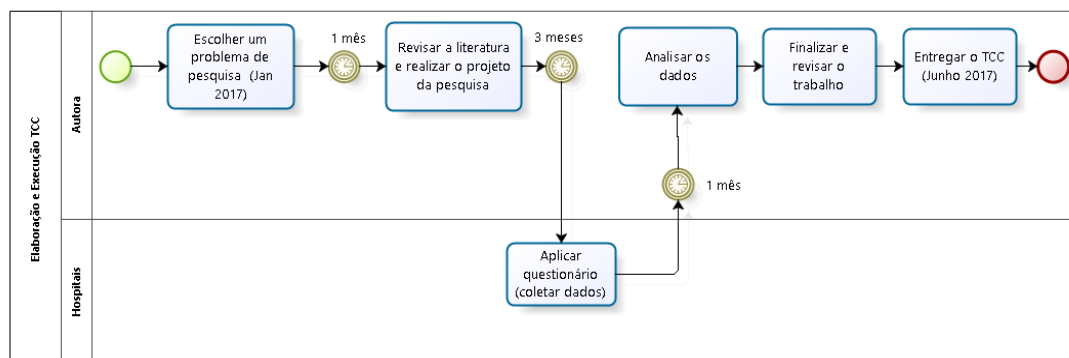 Elaboração e Execução TCC
Autora
Escolher um
problema de
pesquisa (Jan
2017)
1 mês
Revisar a literatura
e realizar o projeto
da pesquisa
3 meses
Analisar os
dados
Finalizar e
revisar o
trabalho
Entregar o TCC
(Junho 2017)
1 mês
Hospitais
Aplicar
questionário
(coletar dados)